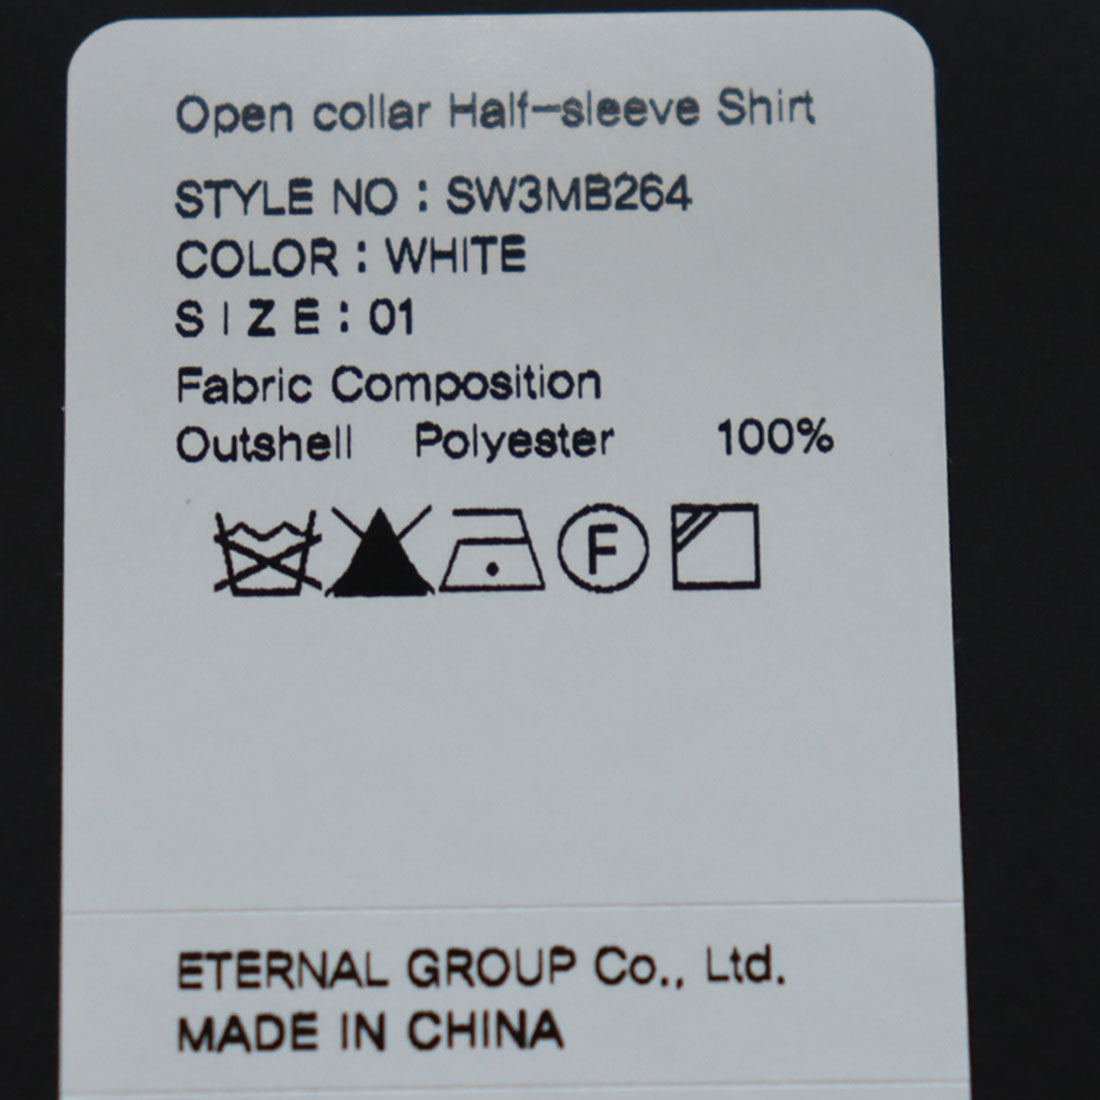 Open collar Half-sleeve Shirt
STYLE NO : SW3MB264
COLOR : WHITE
SIZE : 01
Fabric Composition
Outshell Polyester 100%
F
ETERNAL GROUP Co., Ltd.
MADE IN CHINA